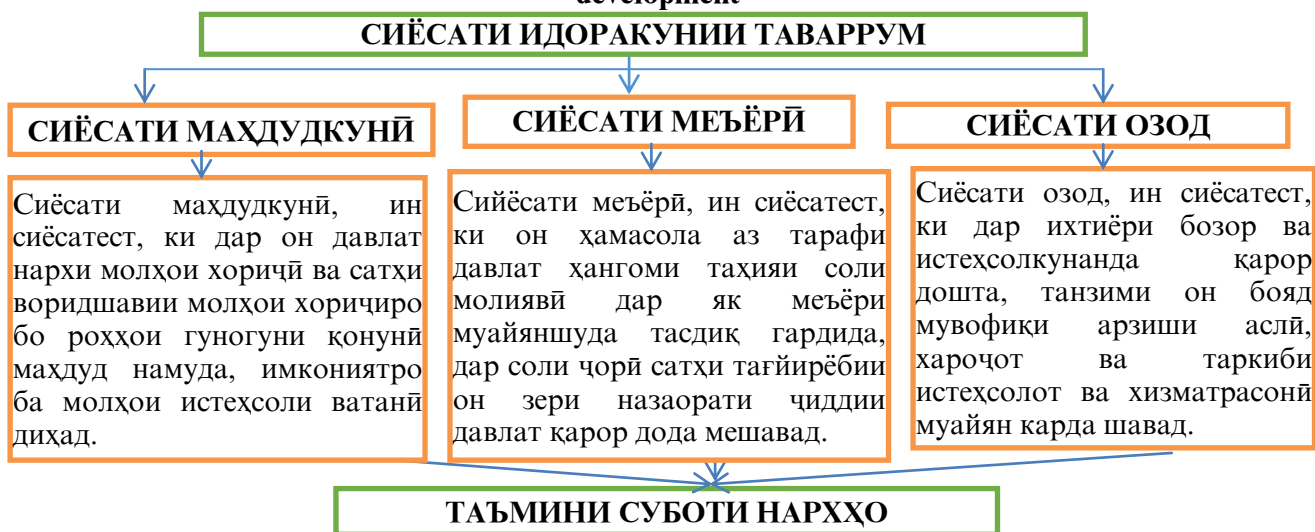 development
СИЁСАТИ ИДОРАКУНИИ ТАВАРРУМ
СИЁСАТИ МАҲДУДКУНӢ
СИЁСАТИ МЕЪЁРӢ
СИЁСАТИ ОЗОД
Сиёсати маҳдудкунӣ, ин
сиёсатест, ки дар он давлат
нархи молҳои хориҷӣ ва сатҳи
воридшавии молҳои хориҷиро
бо роҳҳои гуногуни қонунӣ
маҳдуд намуда, имкониятро
ба молҳои истеҳсоли ватанӣ
диҳад.
Сийёсати меъёрӣ, ин сиёсатест,
ки он ҳамасола аз тарафи
давлат ҳангоми таҳияи соли
молиявӣ дар як меъёри
муайяншуда тасдиқ гардида,
дар соли ҷорӣ сатҳи тағйирёбии
он зери назаорати ҷиддии
давлат қарор дода мешавад.
Сиёсати озод, ин сиёсатест,
ки дар ихтиёри бозор ва
истеҳсолкунанда қарор
дошта, танзими он бояд
мувофиқи арзиши аслӣ,
хароҷот ва таркиби
истеҳсолот ва хизматрасонӣ
муайян карда шавад.
ТАЪМИНИ СУБОТИ НАРХҲО